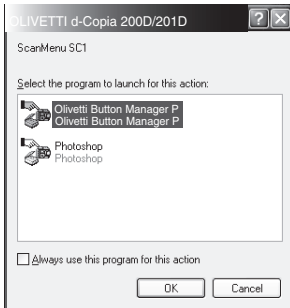 OLIVETTI d-Copia 200D/201D
ScanMenu SC1
Select the program to launch for this action:
Olivetti Button Manager P
Olivetti Button Manager P
Photoshop
Photoshop
Always use this program for this action
OK Cancel